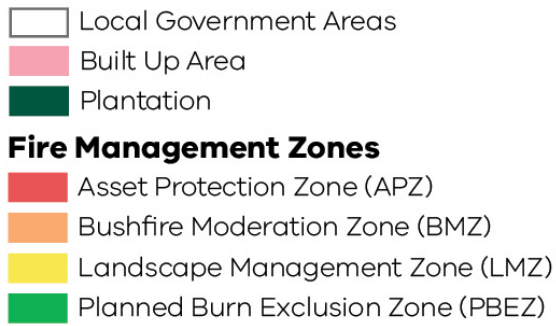 Local Government Areas
Built Up Area
Plantation
Fire Management Zones
Asset Protection Zone (APZ)
Bushfire Moderation Zone (BMZ)
Landscape Management Zone (LMZ)
Planned Burn Exclusion Zone (PBEZ)